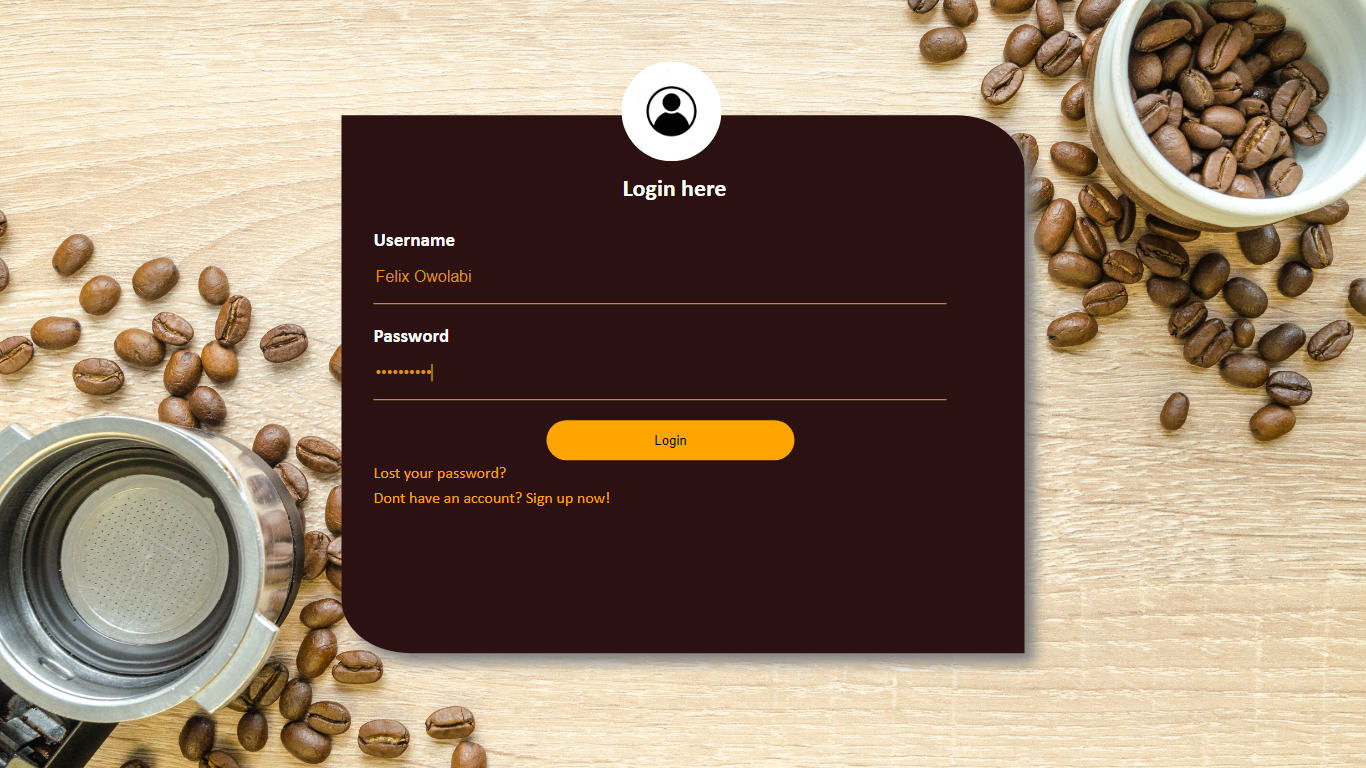 Login here
Username
Felix Owolabi
Password
••••••••••
Login
Lost your password?
Dont have an account? Sign up now!